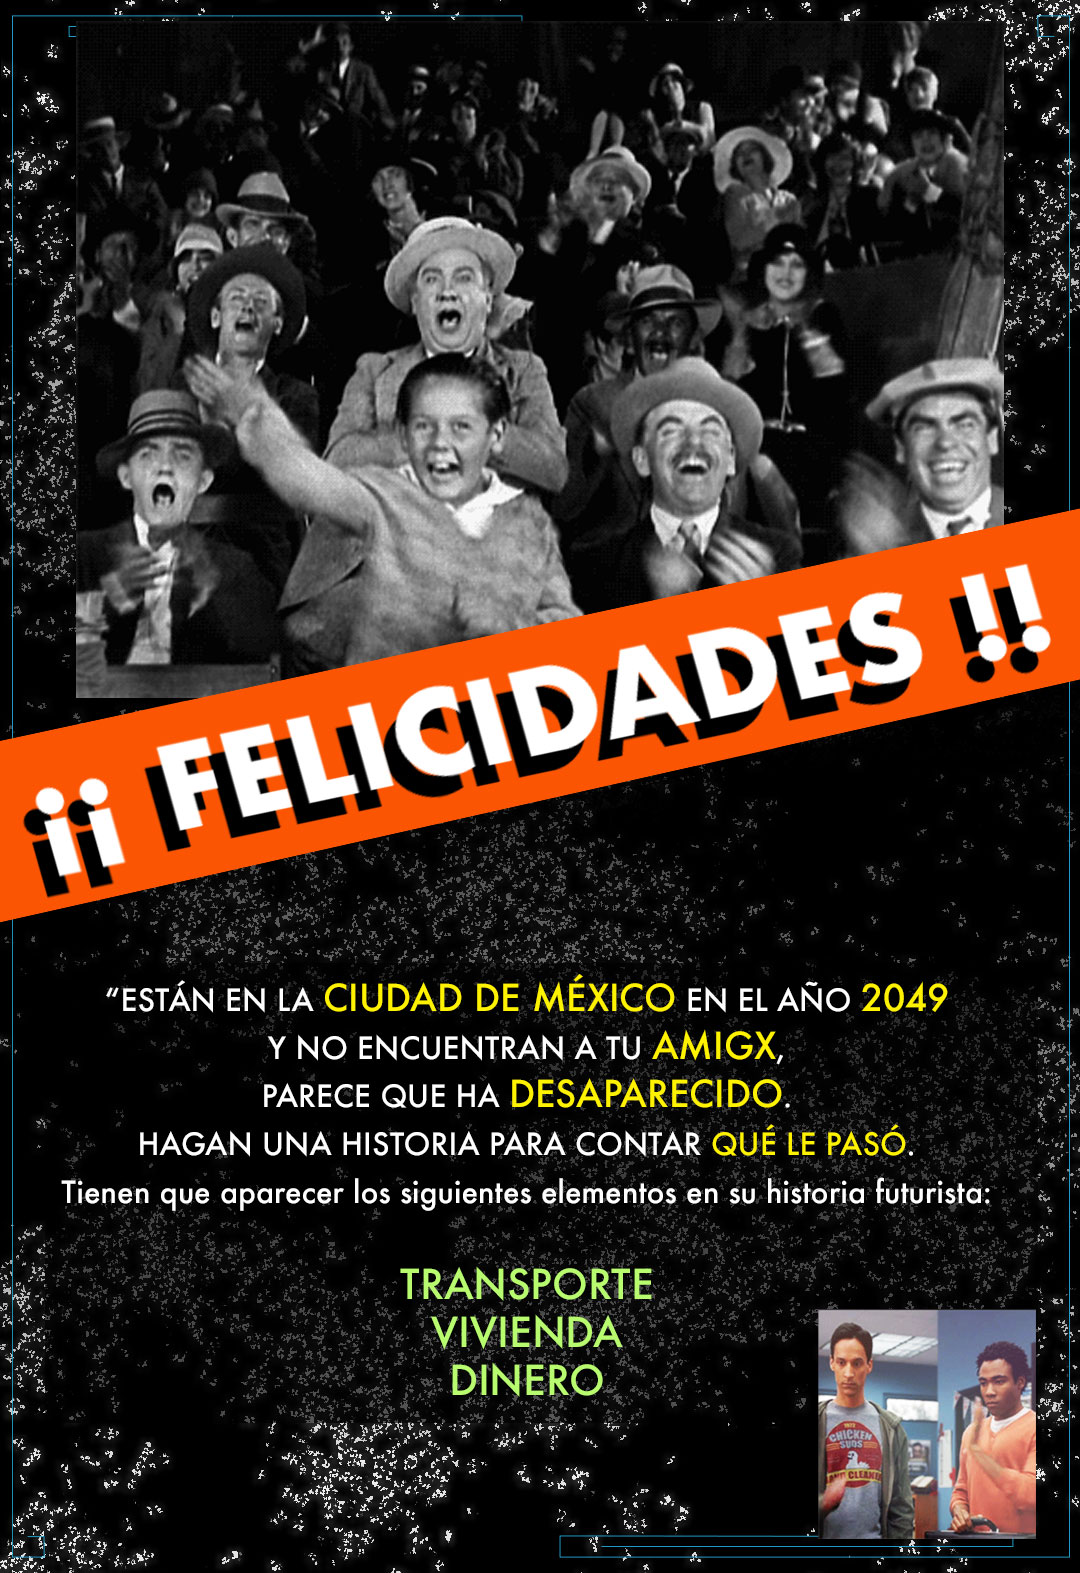 ¡¡ FELICIDADES !!
“ESTÁN EN LA CIUDAD DE MÉXICO EN EL AÑO 2049
Y NO ENCUENTRAN A TU AMIGX,
PARECE QUE HA DESAPARECIDO.
HAGAN UNA HISTORIA PARA CONTAR QUÉ LE PASÓ.
Tienen que aparecer los siguientes elementos en su historia futurista:
TRANSPORTE
VIVIENDA
DINERO
CHICKEN
SUDS